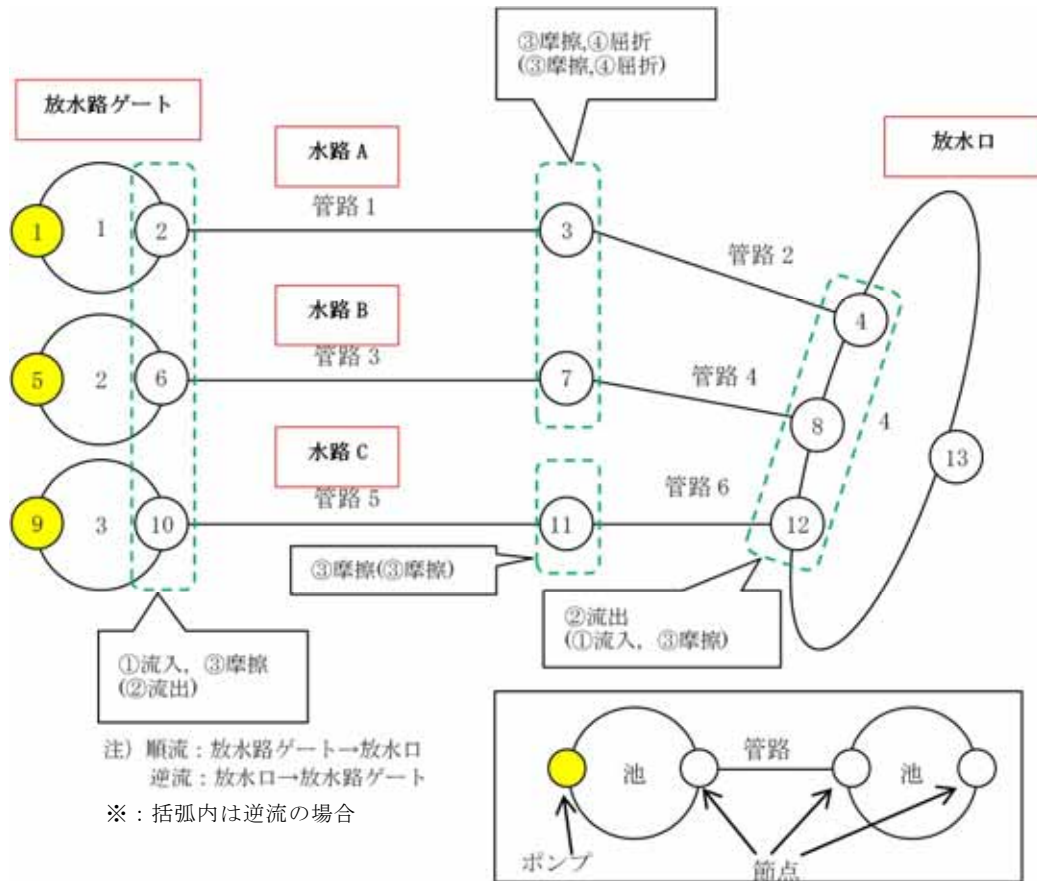 ③摩擦,④屈折
(③摩擦,④屈折)
放水路ゲート
水路 A
放水口
管路 1
1
1
2
3
管路 2
4
水路 B
管路 3
5
2
6
7
管路 4
8
4
13
水路 C
管路 5
管路 6
9
3
10
11
12
③摩擦(③摩擦)
②流出
(①流入, ③摩擦)
①流入, ③摩擦
(②流出)
注) 順流：放水路ゲート→放水口
逆流：放水口→放水路ゲート
※：括弧内は逆流の場合
管路
池
池
ポンプ
節点